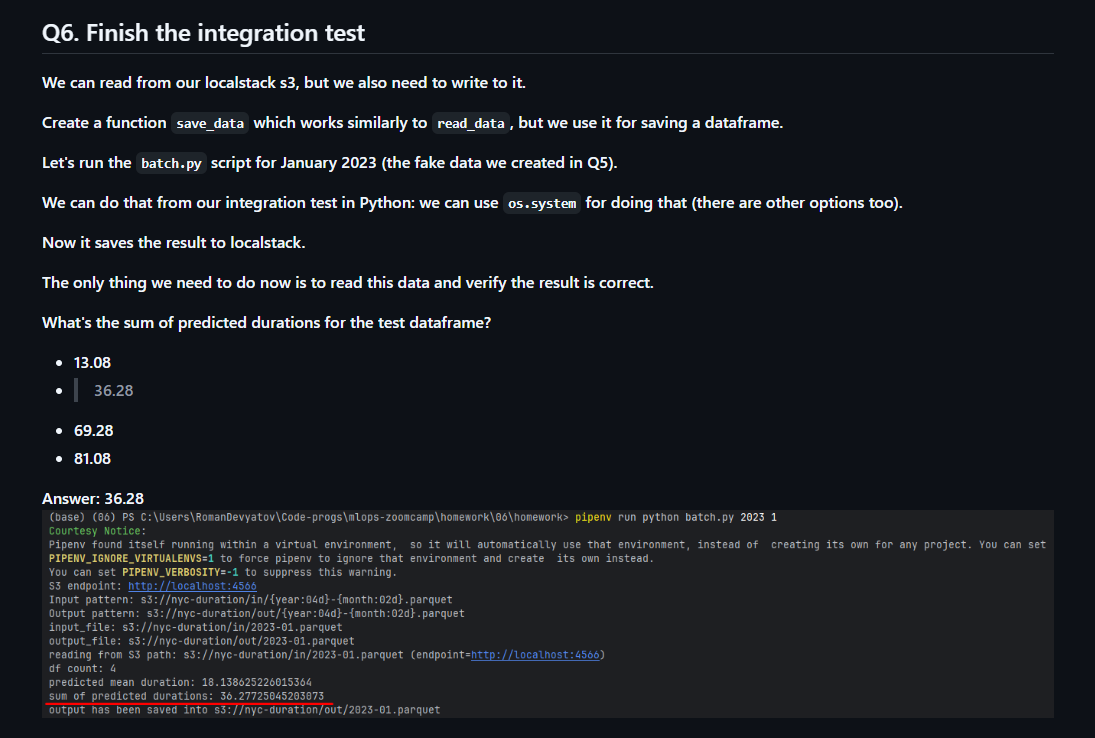 Q6. Finish the integration test
We can read from our localstack s3, but we also need to write to it.
Create a function save_data which works similarly to read_data, but we use it for saving a dataframe.
Let's run the batch.py script for January 2023 (the fake data we created in Q5).
We can do that from our integration test in Python: we can use os.system for doing that (there are other options too).
Now it saves the result to localstack.
The only thing we need to do now is to read this data and verify the result is correct.
What's the sum of predicted durations for the test dataframe?
13.08
36.28
69.28
81.08
Answer: 36.28
(base) (06) PS C:\Users\RomanDevyatov\Code-progs\mlops-zoomcamp\homework\06\homework> pipenv run python batch.py 2023 1
Courtesy Notice:
Pipenv found itself running within a virtual environment, so it will automatically use that environment, instead of creating its own for any project. You can set
PIPENV_IGNORE_VIRTUALENVS=1 to force pipenv to ignore that environment and create its own instead.
You can set PIPENV_VERBOSITY=-1 to suppress this warning.
S3 endpoint: http://localhost:4566
Input pattern: s3://nyc-duration/in/{year:04d}-{month:02d}.parquet
Output pattern: s3://nyc-duration/out/{year:04d}-{month:02d}.parquet
input_file: s3://nyc-duration/in/2023-01.parquet
output_file: s3://nyc-duration/out/2023-01.parquet
reading from S3 path: s3://nyc-duration/in/2023-01.parquet (endpoint=http://localhost:4566)
df count: 4
predicted mean duration: 18.138625226015364
sum of predicted durations: 36.27725045203073
output has been saved into s3://nyc-duration/out/2023-01.parquet